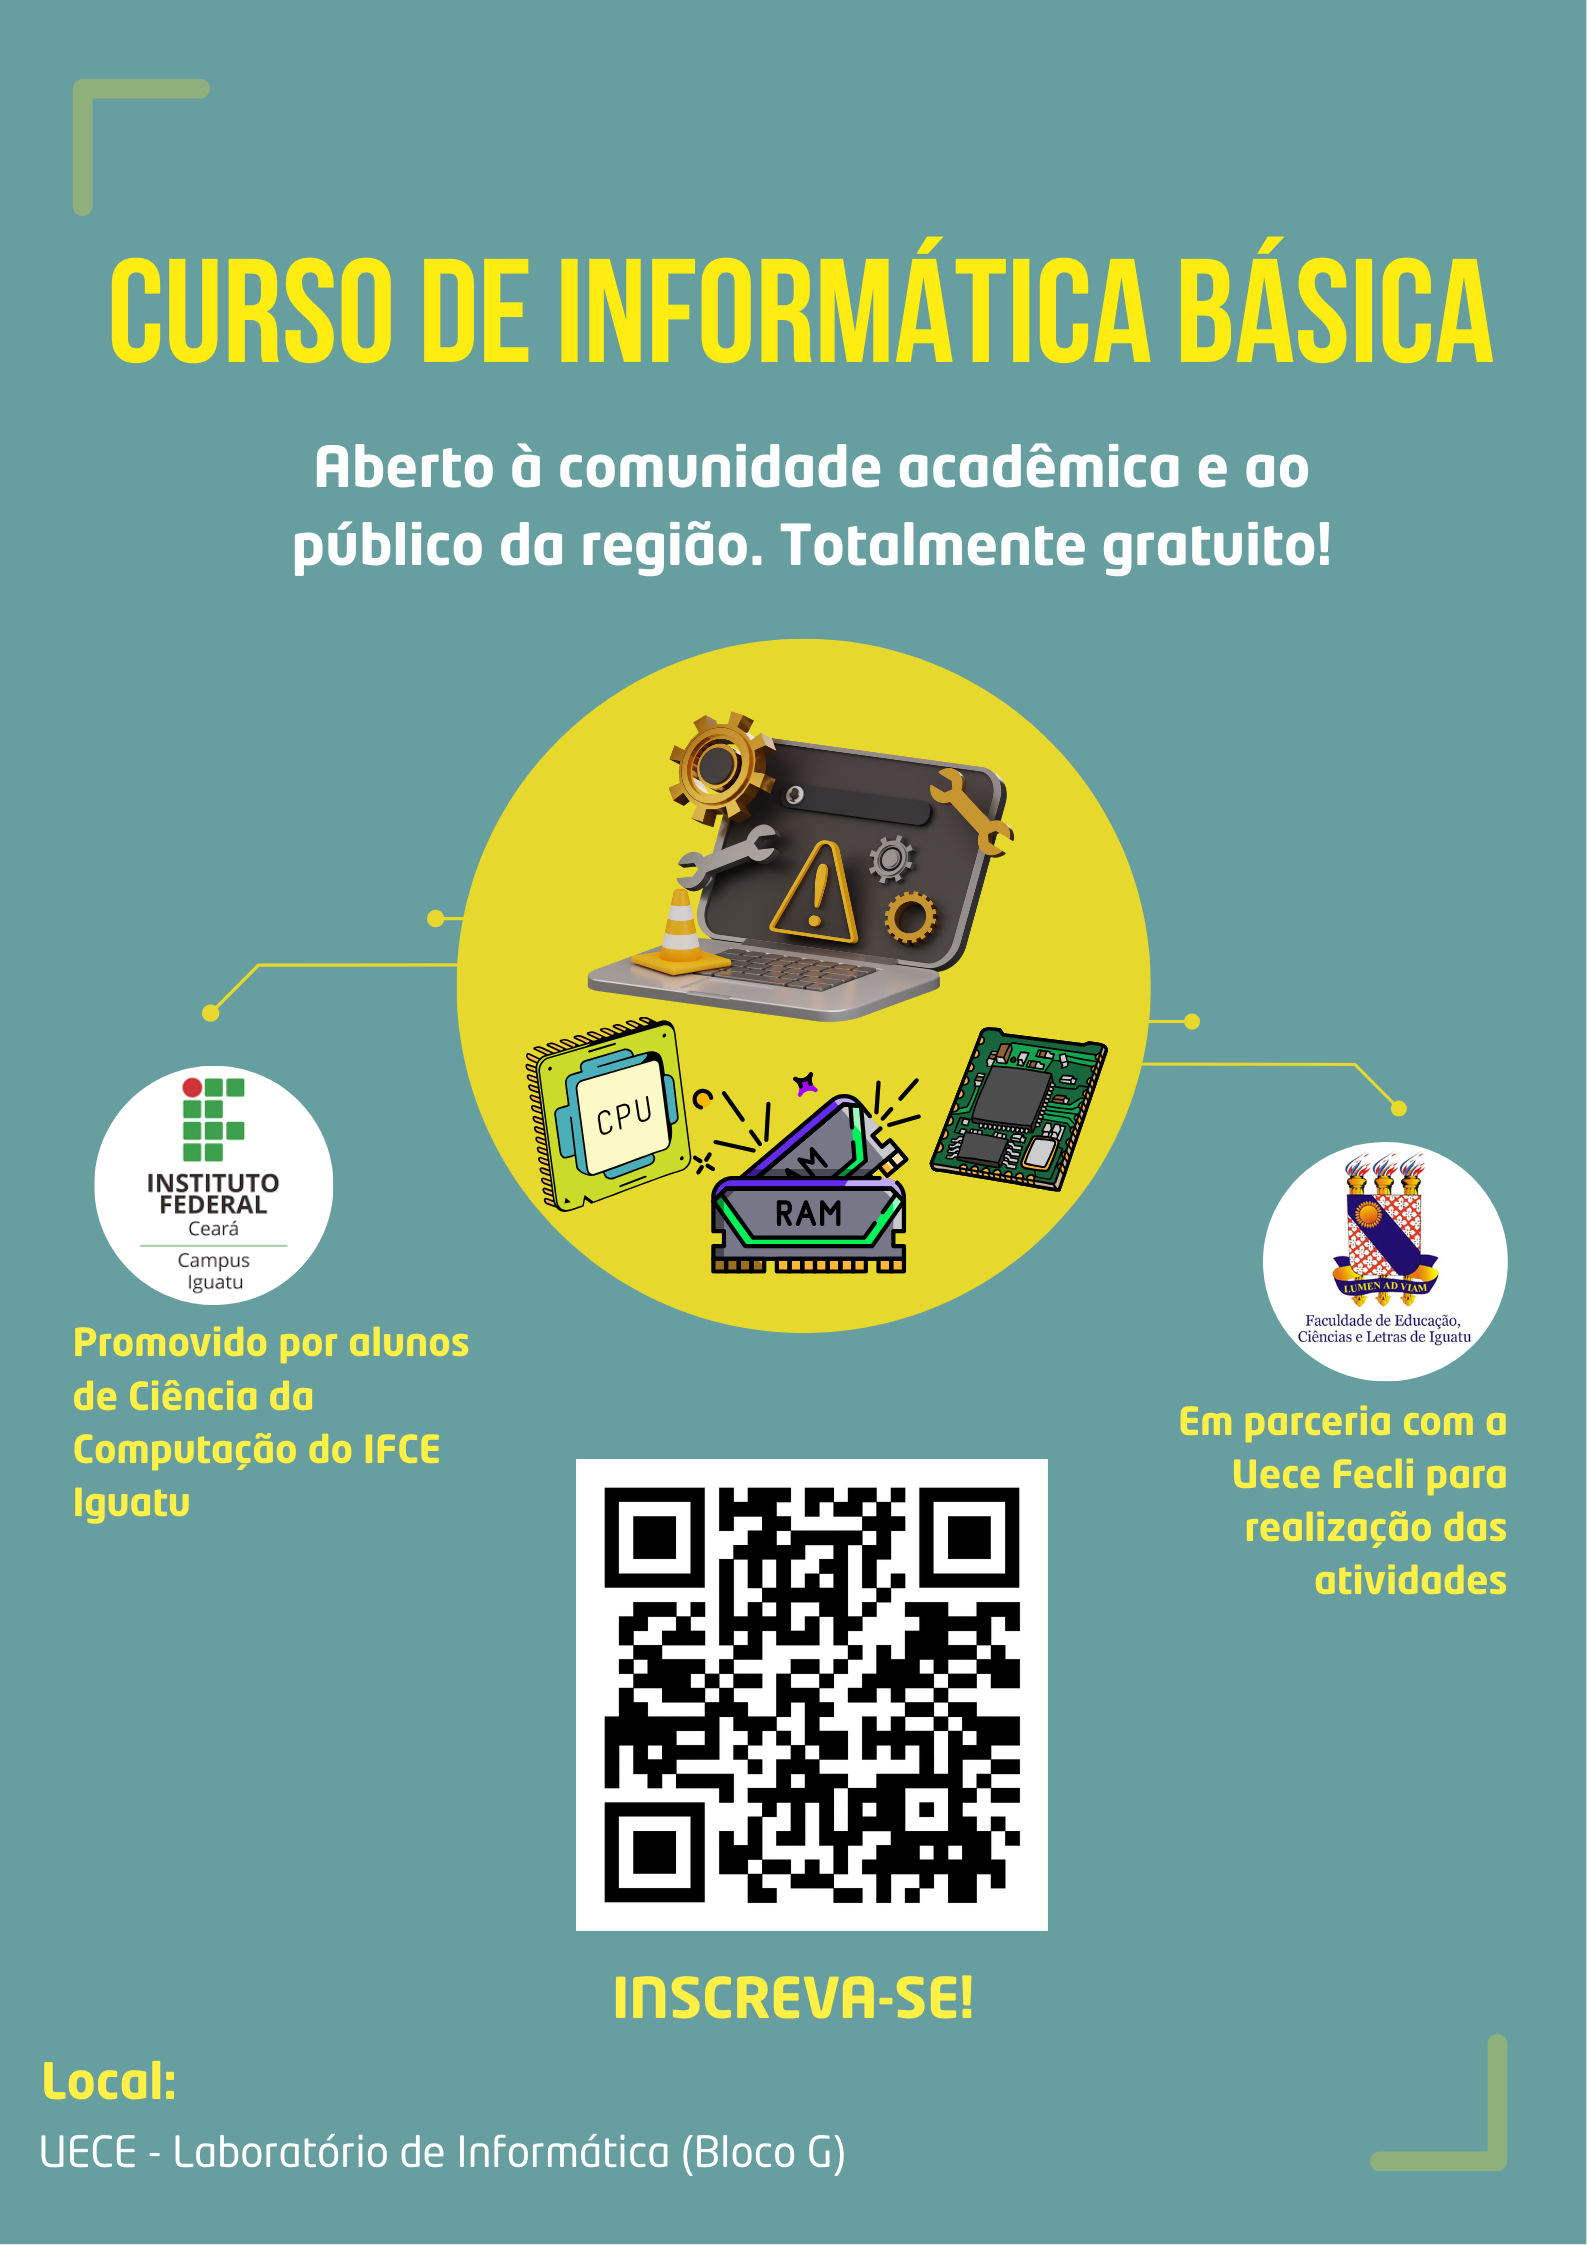 CURSO DE INFORMÁTICA BÁSICA
Aberto à comunidade acadêmica e ao
público da região. Totalmente gratuito!
CPU
RAM
RAM
INSTITUTO
FEDERAL
Ceará
Campus
Iguatu
Promovido por alunos
de Ciência da
Computação do IFCE
Iguatu
LUMEN AD VIAM
Faculdade de Educação,
Ciências e Letras de Iguatu
Em parceria com a
Uece Fecli para
realização das
atividades
INSCREVA-SE!
Local:
UECE - Laboratório de Informática (Bloco G)